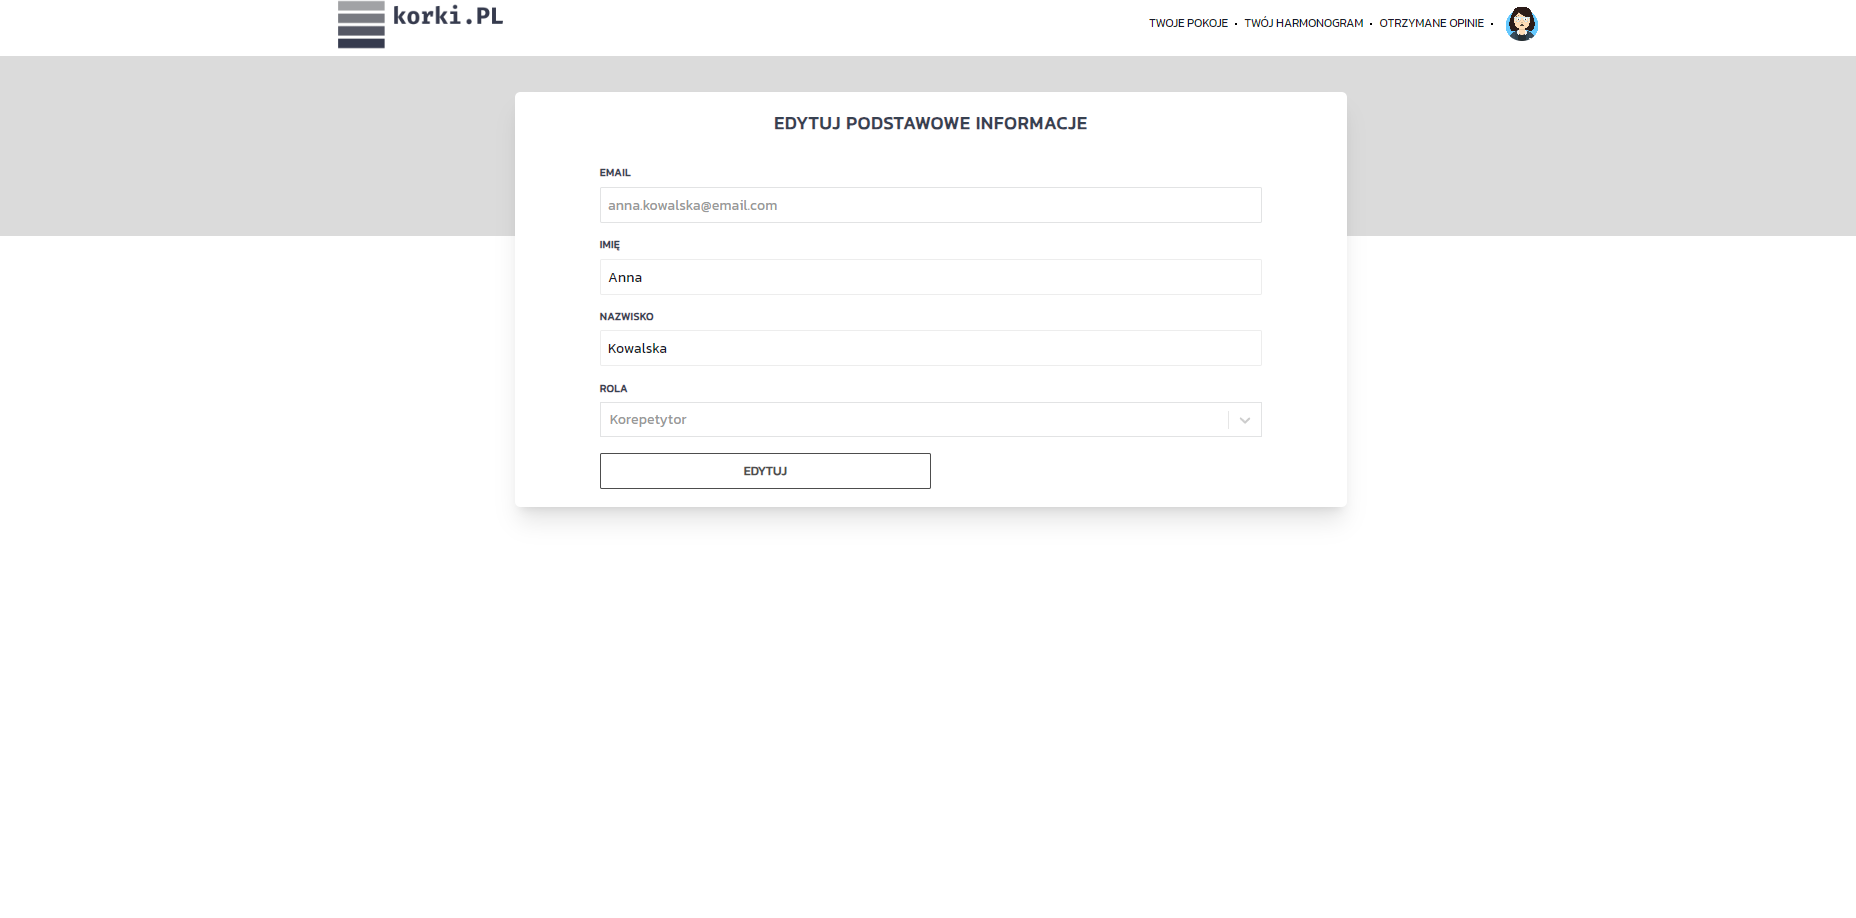 korki.PL
TWOJE POKOJE • TWÓJ HARMONOGRAM • OTRZYMANE OPINIE •
EDYTUJ PODSTAWOWE INFORMACJE
EMAIL
anna.kowalska@email.com
IMIĘ
Anna
NAZWISKO
Kowalska
ROLA
Korepetytor
EDYTUJ